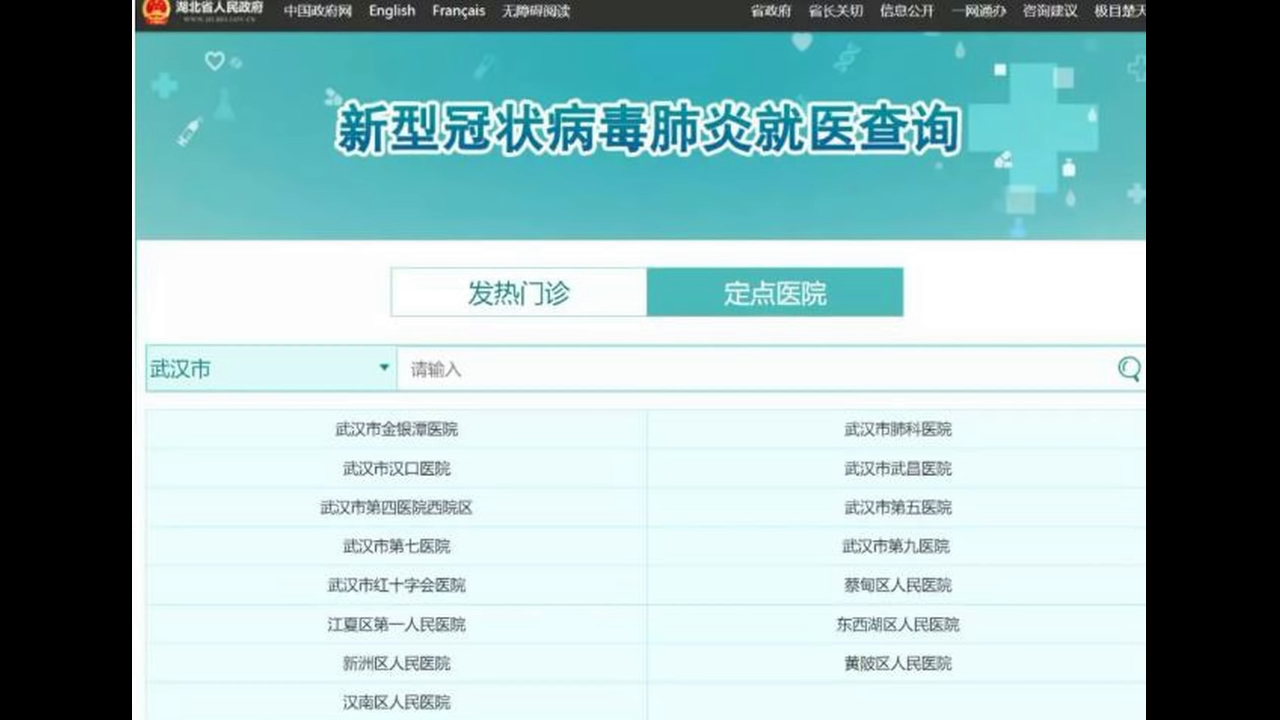 湖北省人民政府 中国政府网 English Français 无障碍阅读 省政府 省长关切 信息公开 一网通办 咨询建议 极目楚天
WWW.HUBEI.GOV.CN
新型冠状病毒肺炎就医查询
发热门诊 定点医院
武汉市 请输入
武汉市金银潭医院 武汉市肺科医院
武汉市汉口医院 武汉市武昌医院
武汉市第四医院西院区 武汉市第五医院
武汉市第七医院 武汉市第九医院
武汉市红十字会医院 蔡甸区人民医院
江夏区第一人民医院 东西湖区人民医院
新洲区人民医院 黄陂区人民医院
汉南区人民医院